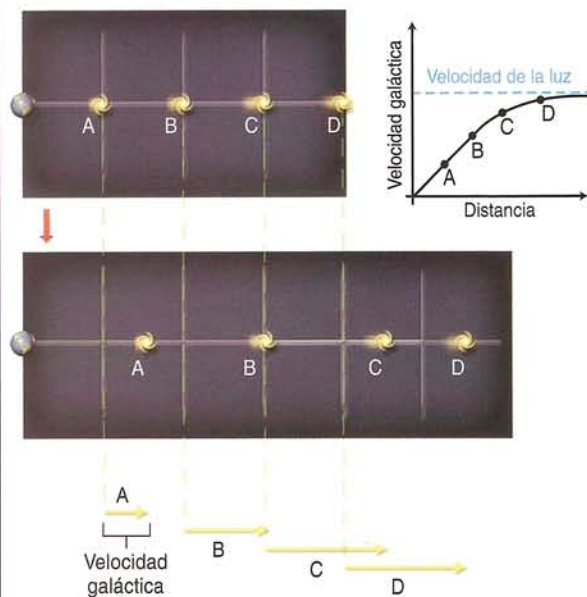 A
B
C
D
Velocidad galáctica
Velocidad de la luz
A
B
C
D
Distancia
A
B
C
D
A
Velocidad
galáctica
B
C
D